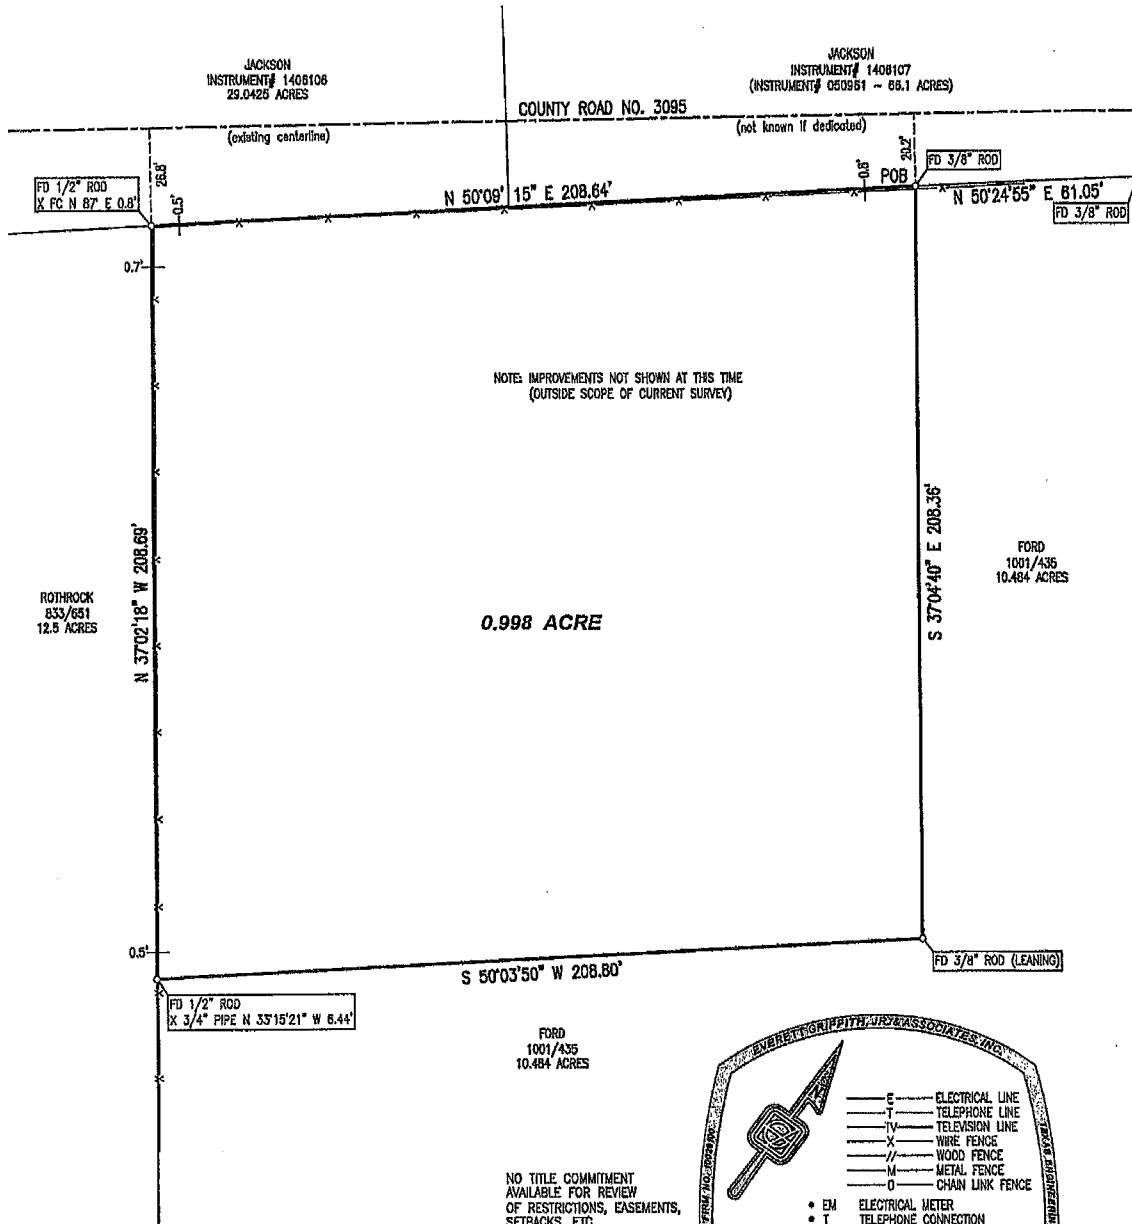 JACKSON
INSTRUMENT# 1406106
29.0425 ACRES
JACKSON
INSTRUMENT# 1406107
(INSTRUMENT# 050951 ~ 66.1 ACRES)
COUNTY ROAD NO. 3095
(existing centerline)
(not known if dedicated)
26.8'
20.2'
FD 1/2" ROD
X FC N 87° E 0.8'
0.5'
N 50°09'15" E 208.64'
0.8'
POB
FD 3/8" ROD
N 50°24'55" E 61.05'
FD 3/8" ROD
0.7'
NOTE: IMPROVEMENTS NOT SHOWN AT THIS TIME
(OUTSIDE SCOPE OF CURRENT SURVEY)
N 37°02'18" W 208.69'
S 37°04'40" E 208.36'
ROTHROCK
833/651
12.5 ACRES
0.998 ACRE
FORD
1001/435
10.484 ACRES
0.5'
S 50°03'50" W 208.80'
FD 3/8" ROD (LEANING)
FD 1/2" ROD
X 3/4" PIPE N 33°15'21" W 6.44'
FORD
1001/435
10.484 ACRES
EVERETT GRIFFITH, JR. & ASSOCIATES, INC.
E ELECTRICAL LINE
T TELEPHONE LINE
TV TELEVISION LINE
X WIRE FENCE
// WOOD FENCE
M METAL FENCE
O CHAIN LINK FENCE
• EM ELECTRICAL METER
• T TELEPHONE CONNECTION
NO TITLE COMMITMENT
AVAILABLE FOR REVIEW
OF RESTRICTIONS, EASEMENTS,
SETBACKS, ETC.
FIRM NO.
TEXAS ENGINEERING